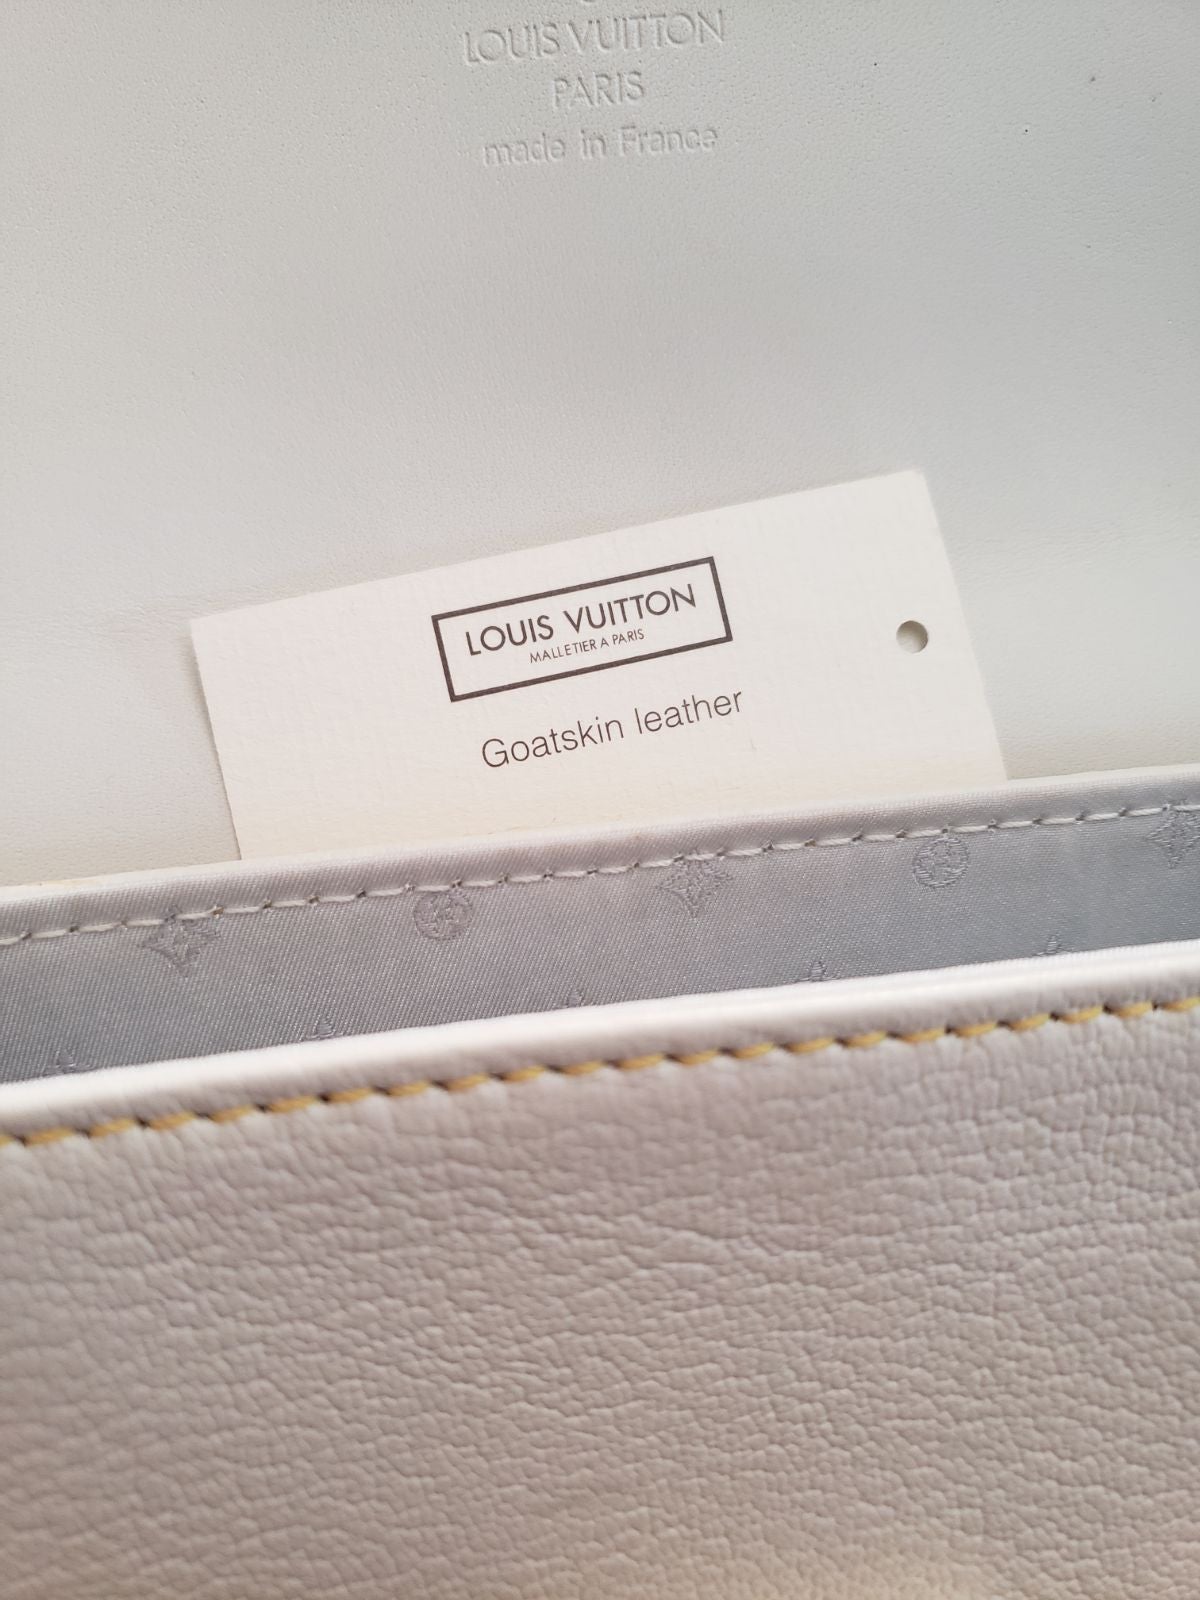 LOUIS VUITTON
PARIS
made in France
LOUIS VUITTON
MALLETIER A PARIS
Goatskin leather